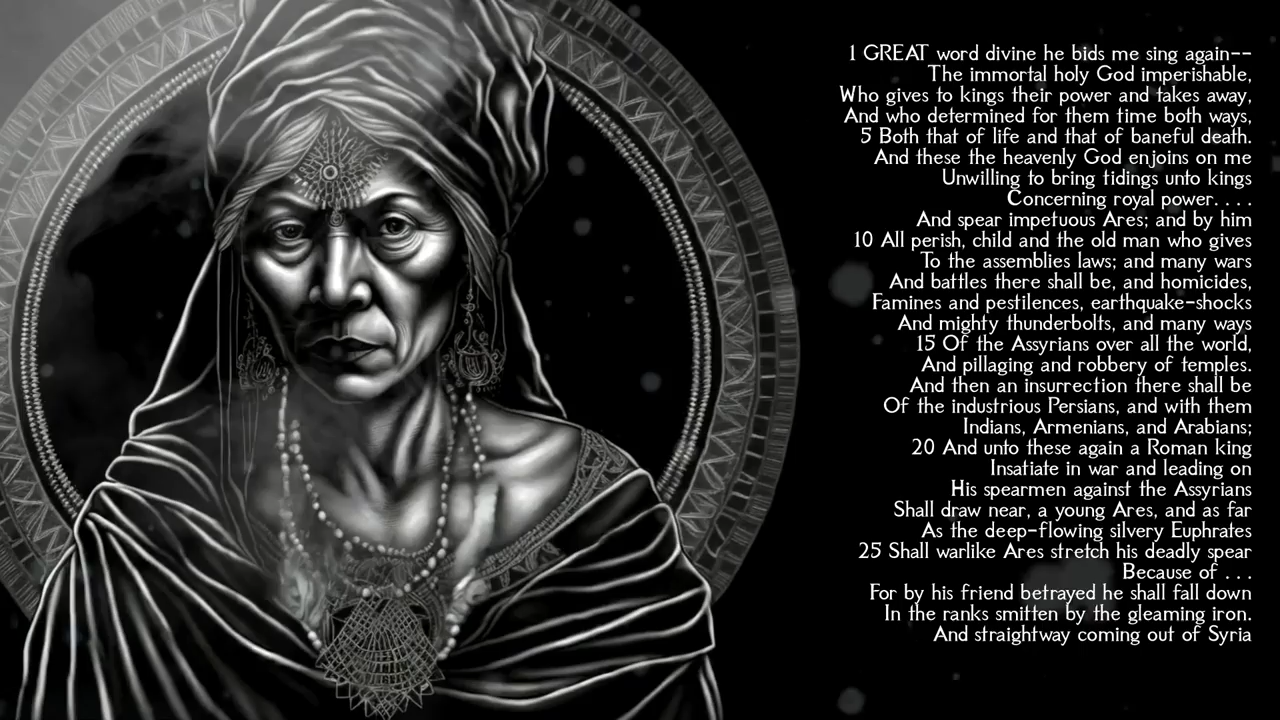 1 GREAT word divine he bids me sing again--
The immortal holy God imperishable,
Who gives to kings their power and takes away,
And who determined for them time both ways,
5 Both that of life and that of baneful death.
And these the heavenly God enjoins on me
Unwilling to bring tidings unto kings
Concerning royal power. . . .
And spear impetuous Ares; and by him
10 All perish, child and the old man who gives
To the assemblies laws; and many wars
And battles there shall be, and homicides,
Famines and pestilences, earthquake-shocks
And mighty thunderbolts, and many ways
15 Of the Assyrians over all the world,
And pillaging and robbery of temples.
And then an insurrection there shall be
Of the industrious Persians, and with them
Indians, Armenians, and Arabians;
20 And unto these again a Roman king
Insatiate in war and leading on
His spearmen against the Assyrians
Shall draw near, a young Ares, and as far
As the deep-flowing silvery Euphrates
25 Shall warlike Ares stretch his deadly spear
Because of . . .
For by his friend betrayed he shall fall down
In the ranks smitten by the gleaming iron.
And straightway coming out of Syria